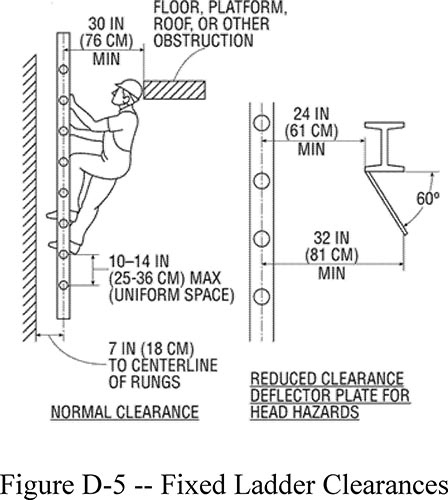 30 IN
(76 CM)
MIN
FLOOR, PLATFORM,
ROOF, OR OTHER
OBSTRUCTION
24 IN
(61 CM)
MIN
60º
32 IN
(81 CM)
MIN
10–14 IN
(25-36 CM) MAX
(UNIFORM SPACE)
7 IN (18 CM)
TO CENTERLINE
OF RUNGS
NORMAL CLEARANCE
REDUCED CLEARANCE
DEFLECTOR PLATE FOR
HEAD HAZARDS
Figure D-5 -- Fixed Ladder Clearances